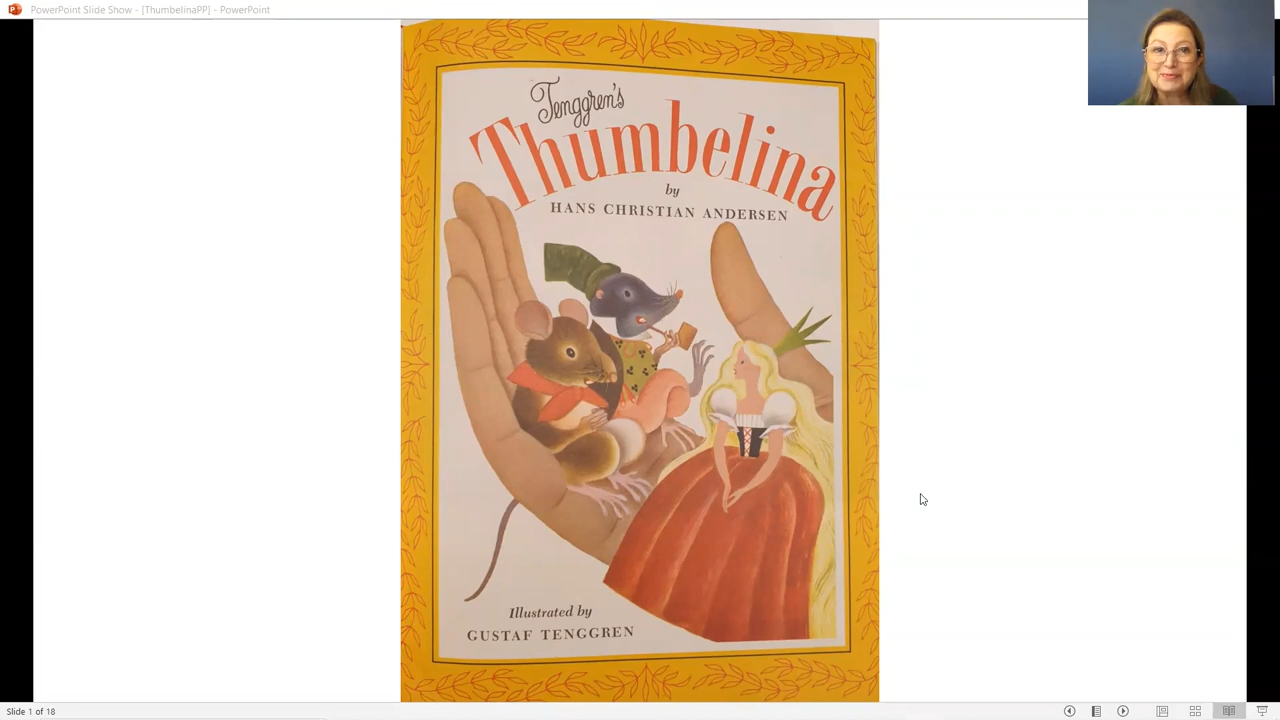 PowerPoint Slide Show - [ThumbelinaPP] - PowerPoint
Tenggren's
Thumbelina
by
HANS CHRISTIAN ANDERSEN
Illustrated by
GUSTAF TENGGREN
Slide 1 of 18